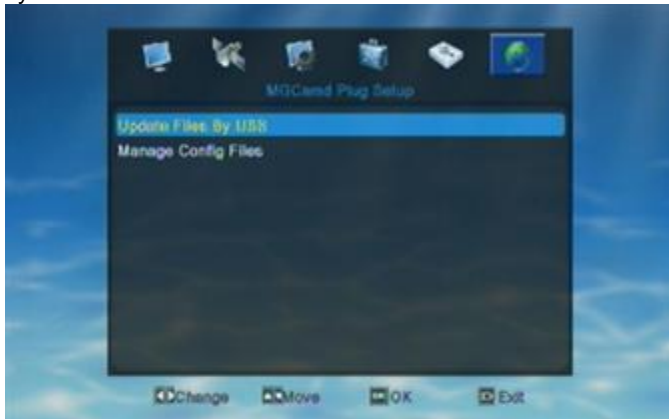 MGCamd Plug Setup
Update Files By USB
Manage Config Files
Change Move OK Exit